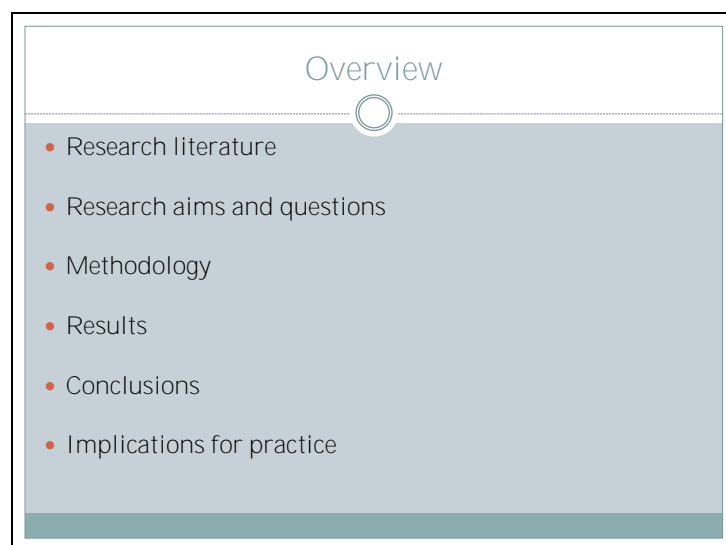 Overview
Research literature
Research aims and questions
Methodology
Results
Conclusions
Implications for practice